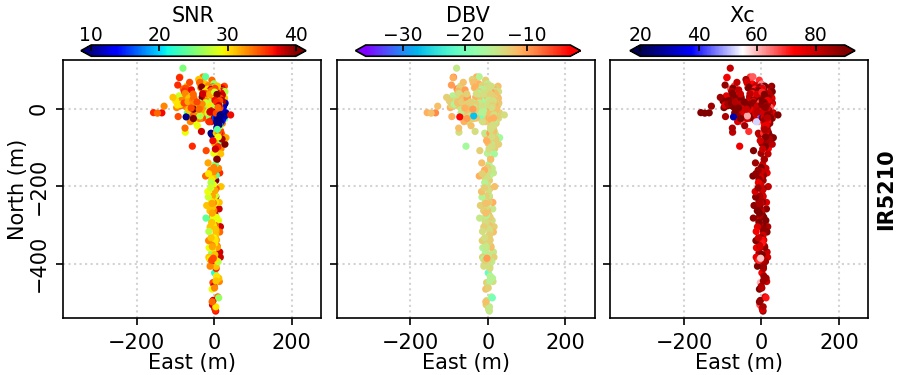 SNR DBV Xc
10 20 30 40 −30 −20 −10 20 40 60 80
0
−200
−400
North (m)
IR5210
−200 0 200 −200 0 200 −200 0 200
East (m) East (m) East (m)